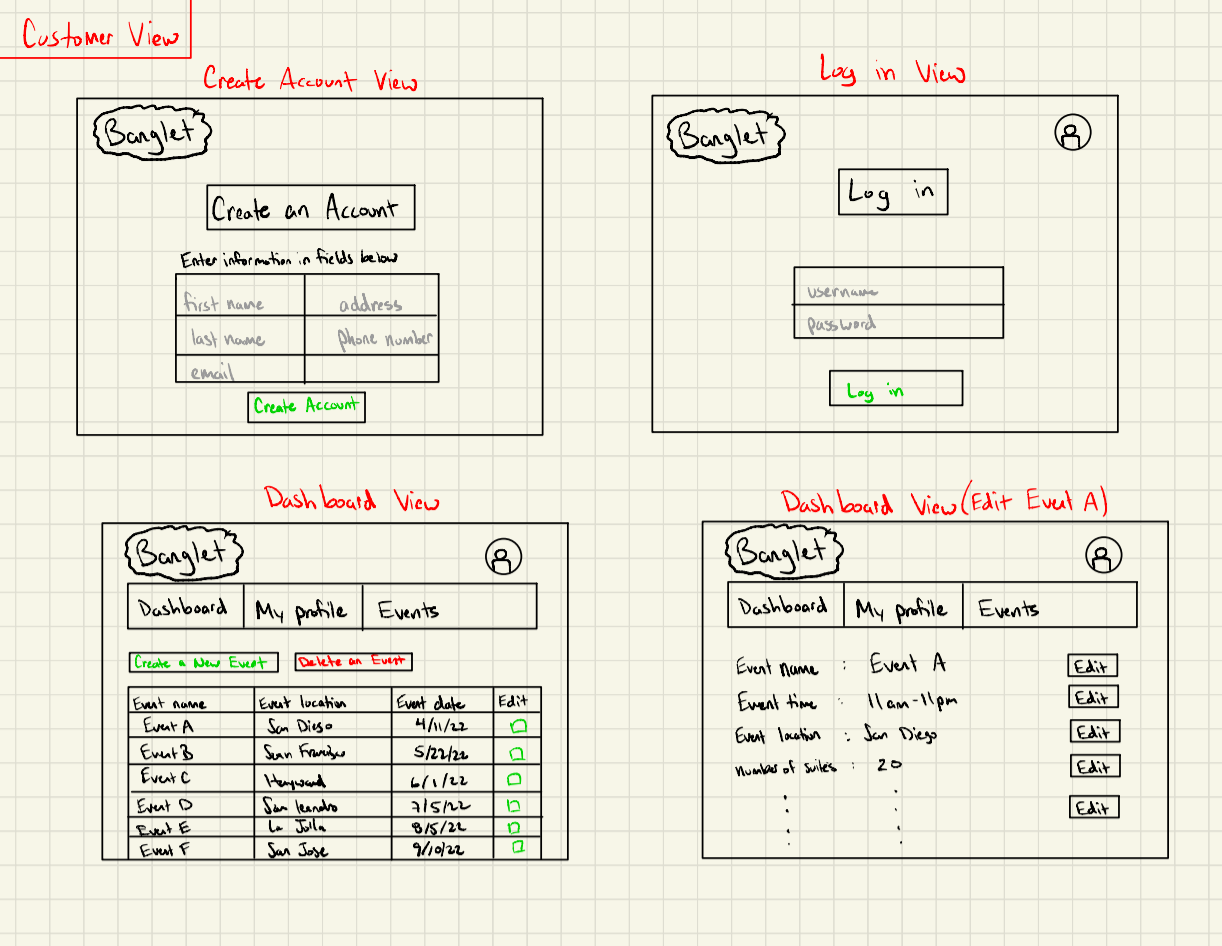 Customer View
Create Account View
Banglet
Create an Account
Enter information in fields below
first name address
last name phone number
email
Create Account
Log in View
Banglet
Log in
username
password
Log in
Dashboard View
Banglet
Dashboard My profile Events
Create a New Event Delete an Event
Event name Event location Event date Edit
Event A San Diego 4/11/22
Event B San Francisco 5/22/22
Event C Hayward 6/1/22
Event D San leandro 7/5/22
Event E La Jolla 8/5/22
Event F San Jose 9/10/22
Dashboard View (Edit Event A)
Banglet
Dashboard My profile Events
Event name : Event A Edit
Event time : 11am-11pm Edit
Event location : San Diego Edit
number of suites : 20 Edit
Edit